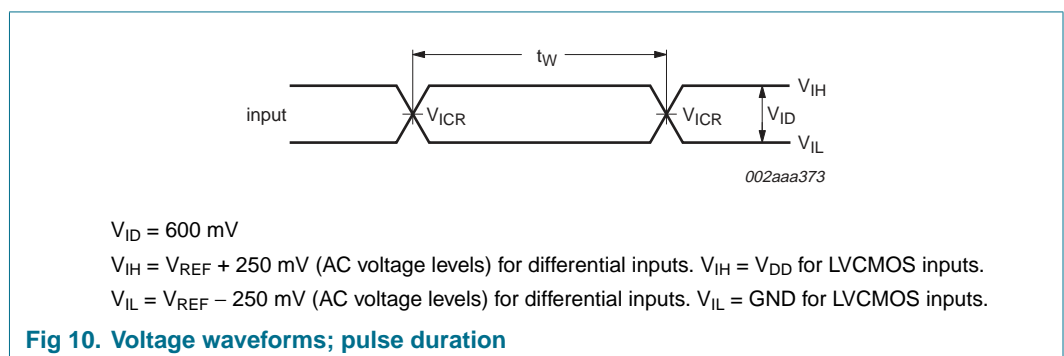 tW
VIH
input
VICR
VICR
VID
VIL
002aaa373
VID = 600 mV
VIH = VREF + 250 mV (AC voltage levels) for differential inputs. VIH = VDD for LVCMOS inputs.
VIL = VREF − 250 mV (AC voltage levels) for differential inputs. VIL = GND for LVCMOS inputs.
Fig 10. Voltage waveforms; pulse duration